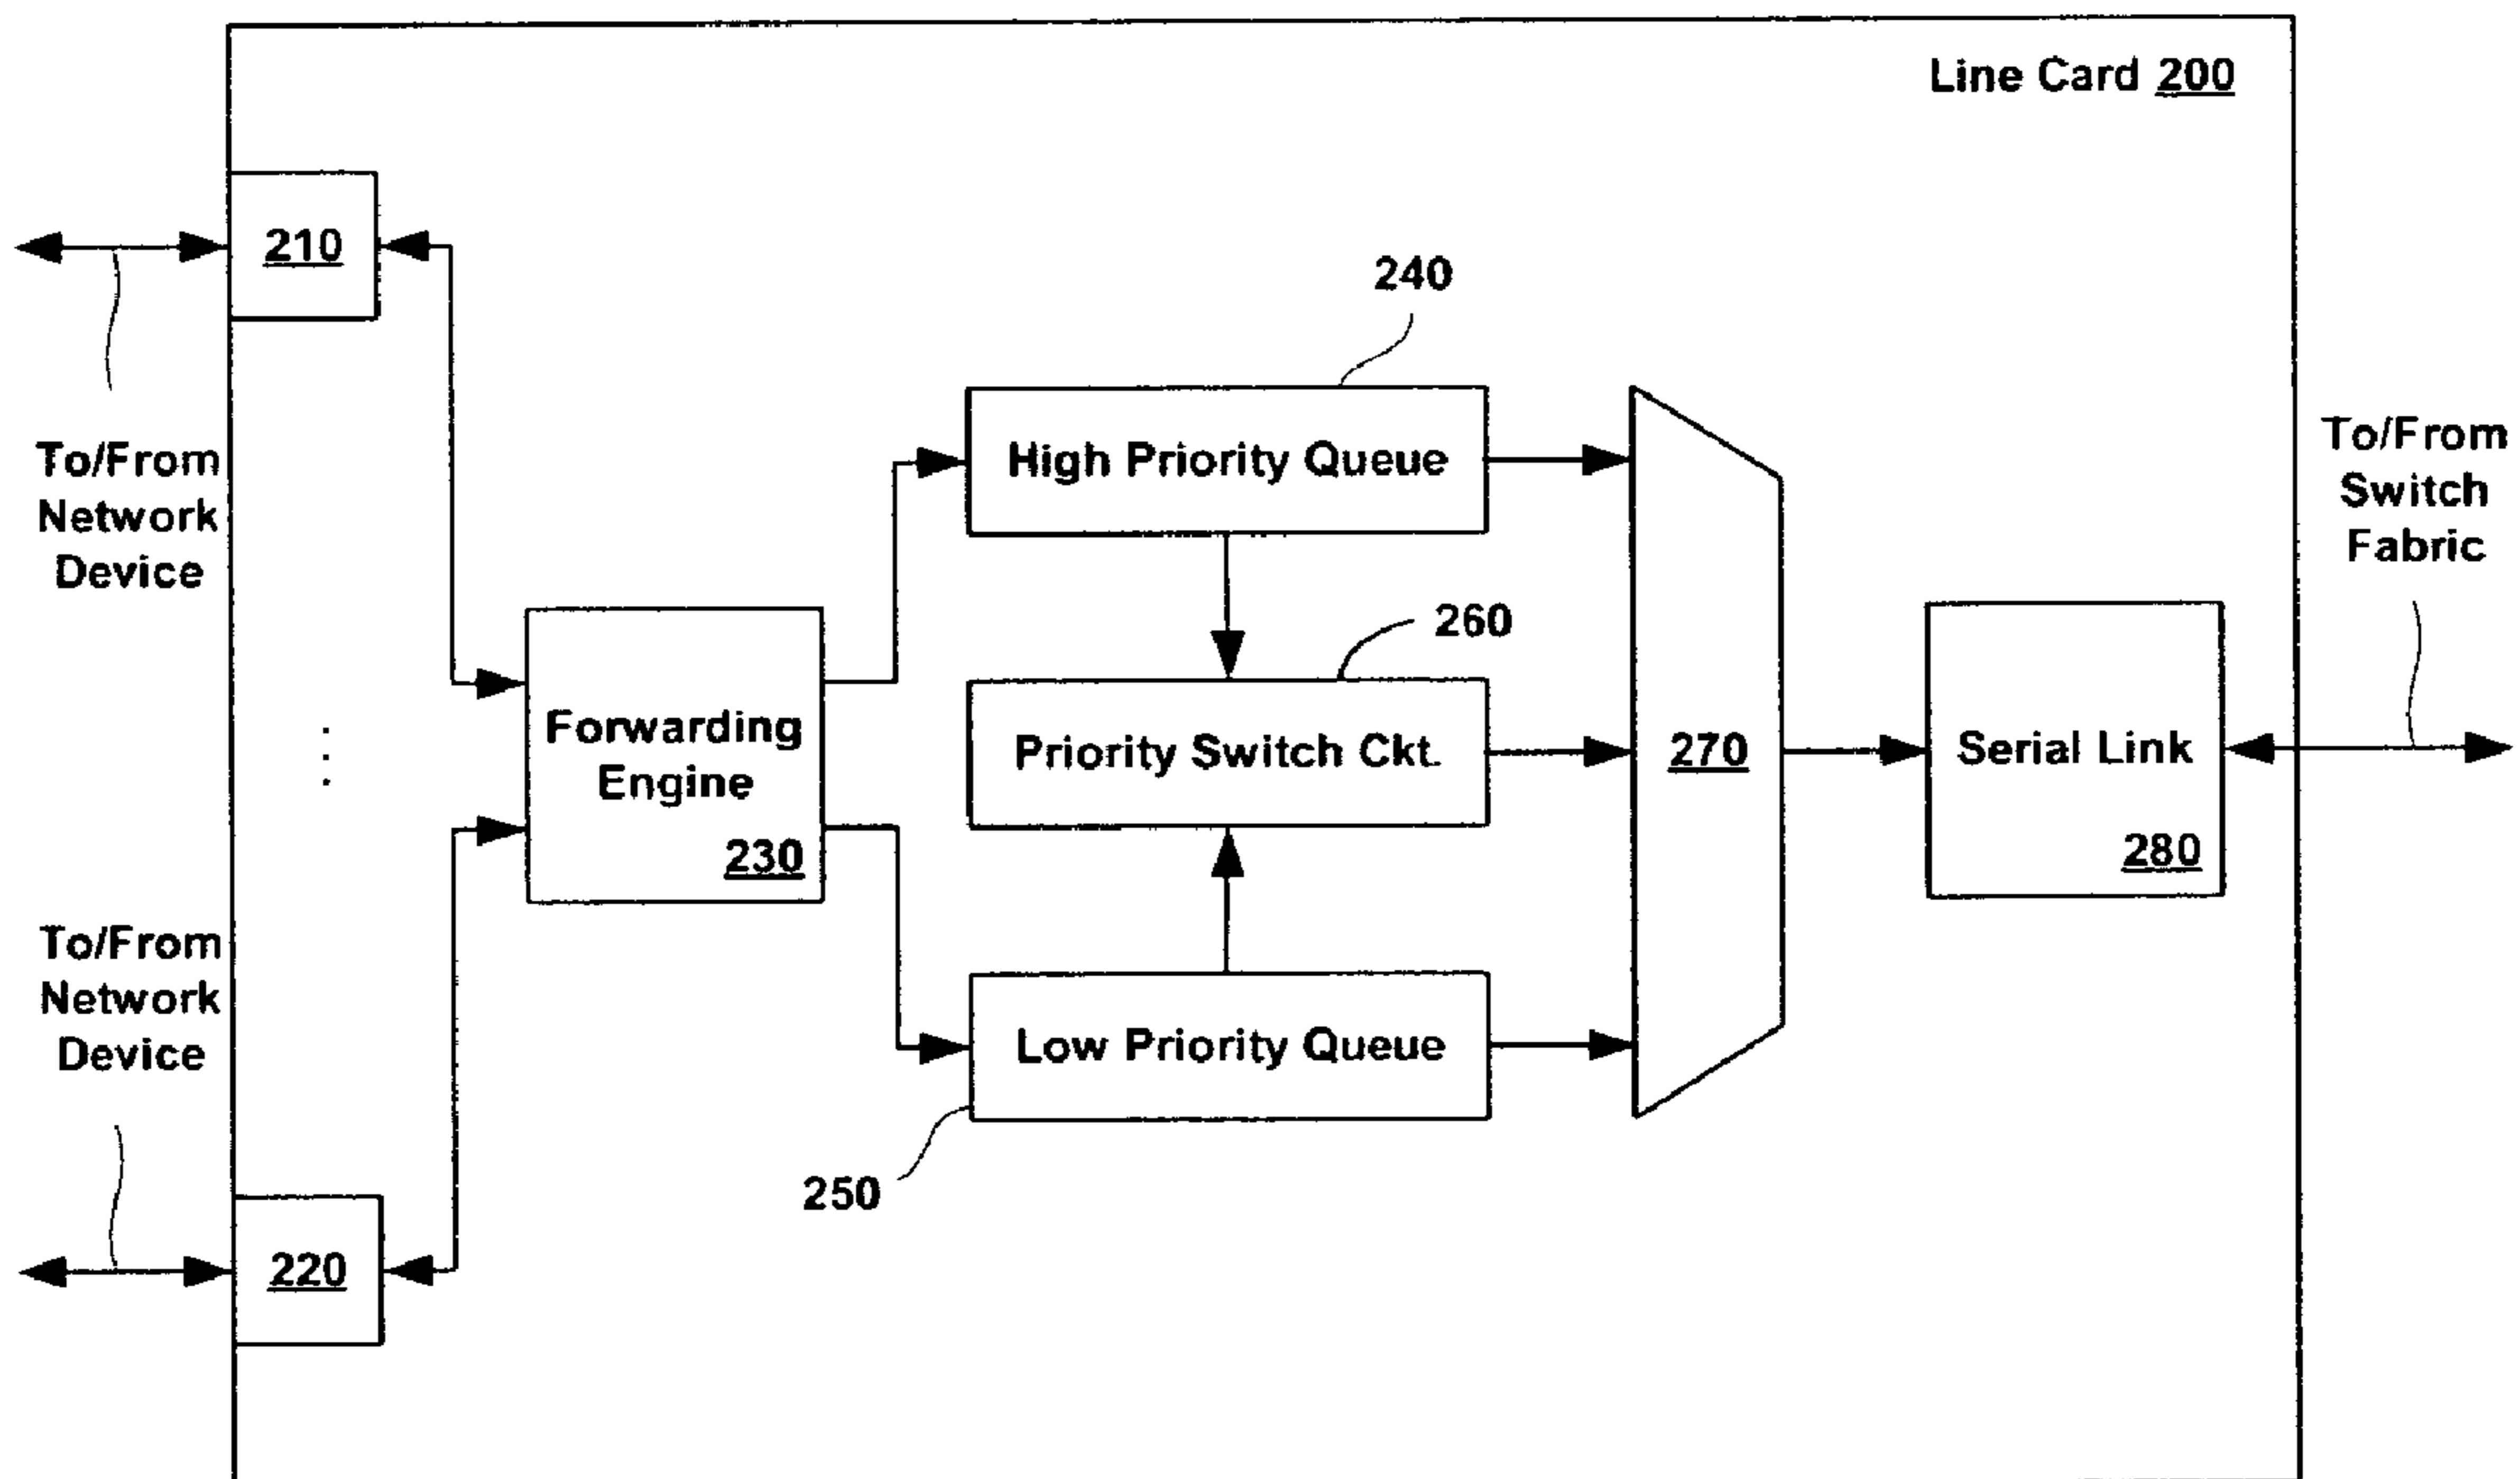 Line Card 200
210
240
To/From
Network
Device
High Priority Queue
To/From
Switch
Fabric
260
Forwarding
Engine
230
Priority Switch Ckt.
270
Serial Link
280
To/From
Network
Device
Low Priority Queue
250
220